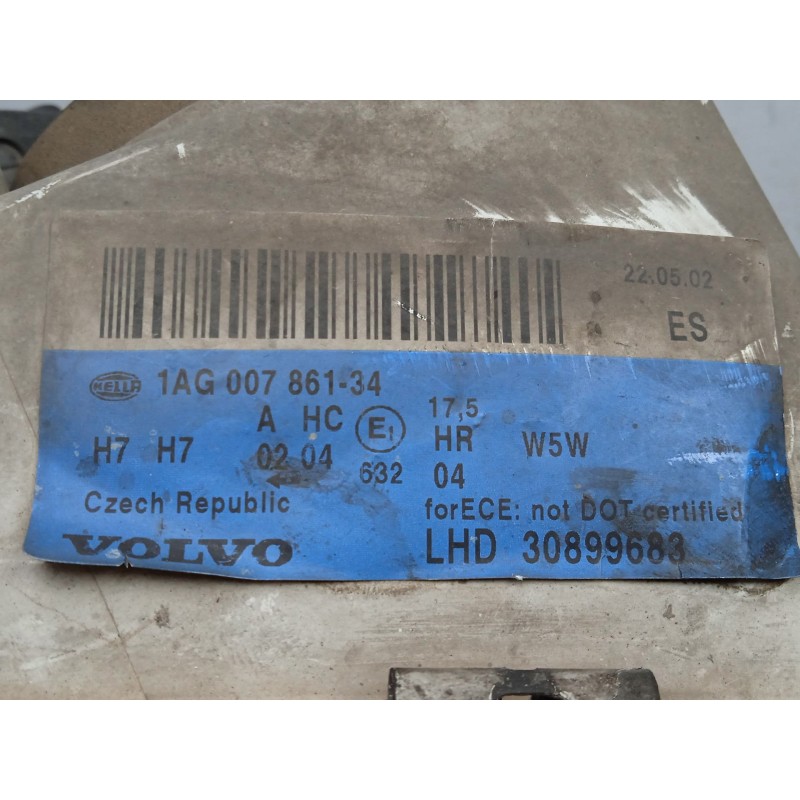 22.05.02
ES
HELLA 1AG 007 861-34
A HC E1 17,5
H7 H7 HR W5W
02 04 632 04
Czech Republic forECE: not DOT certified
VOLVO LHD 30899683